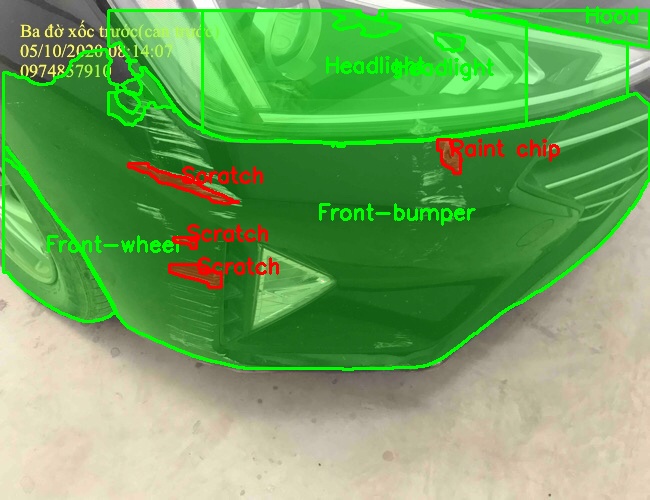 Ba đờ xốc trước(cản trước)
05/10/2020 08:14:07
0974857910
Hood
Headlight
Headlight
Paint chip
Scratch
Front-bumper
Scratch
Front-wheel
Scratch